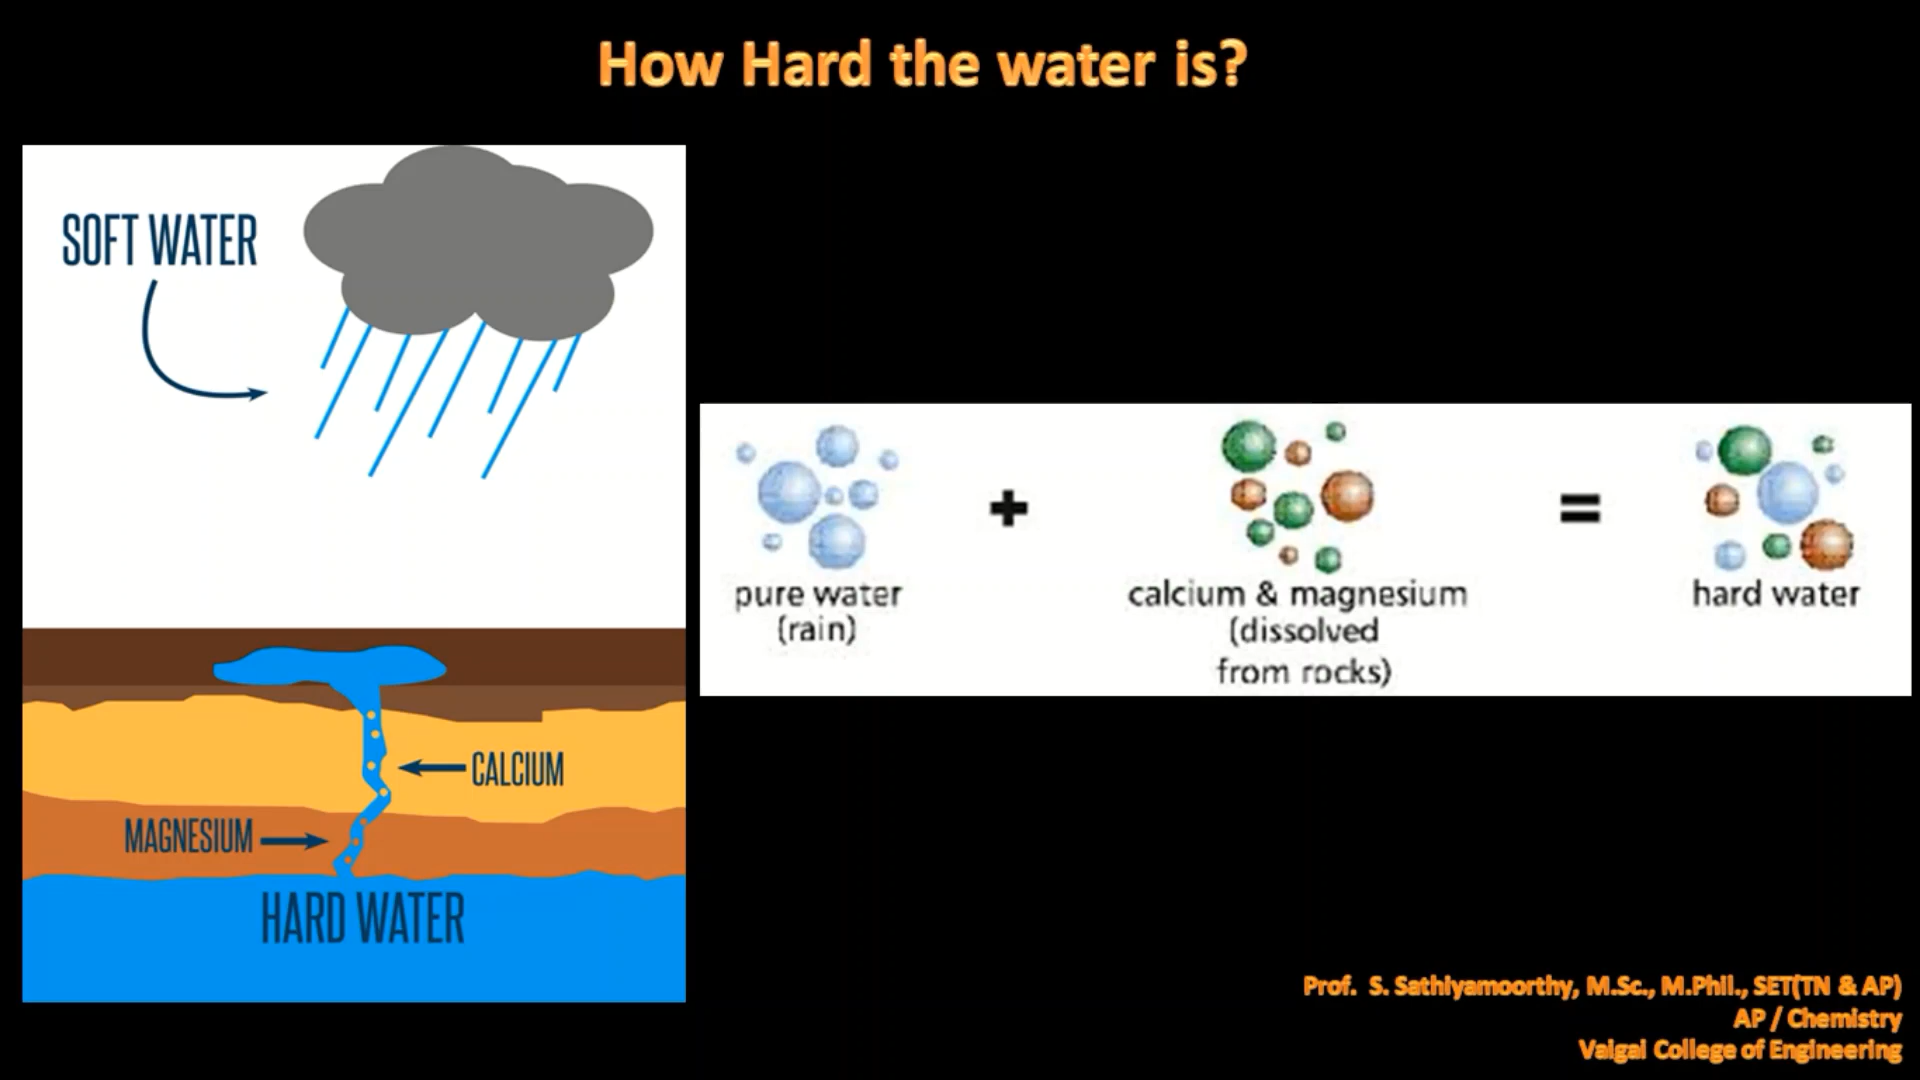 How Hard the water is?
SOFT WATER
CALCIUM
MAGNESIUM
HARD WATER
pure water
(rain)
+
calcium & magnesium
(dissolved
from rocks)
=
hard water
Prof. S. Sathiyamoorthy, M.Sc., M.Phil., SET(TN & AP)
AP / Chemistry
Vaigai College of Engineering